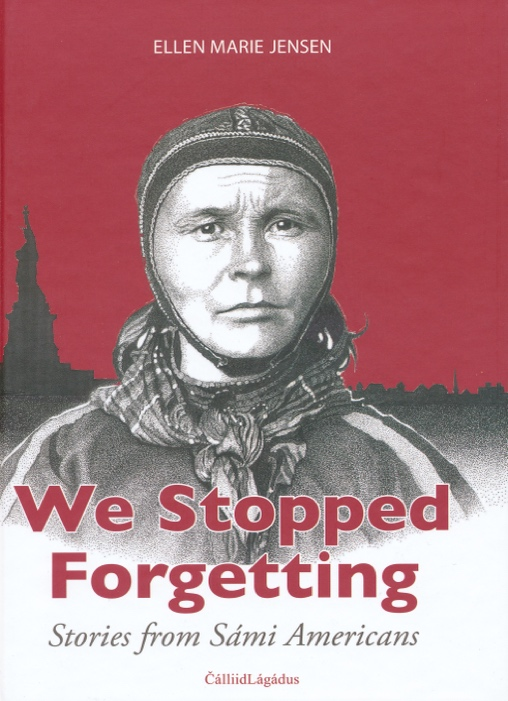 ELLEN MARIE JENSEN
We Stopped
Forgetting
Stories from Sámi Americans
ČálliidLágádus